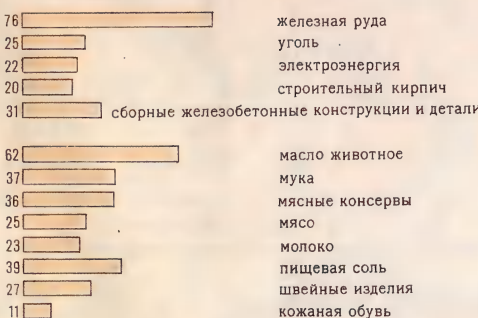 76 железная руда
25 уголь
22 электроэнергия
20 строительный кирпич
31 сборные железобетонные конструкции и детали
62 масло животное
37 мука
36 мясные консервы
25 мясо
23 молоко
39 пищевая соль
27 швейные изделия
11 кожаная обувь